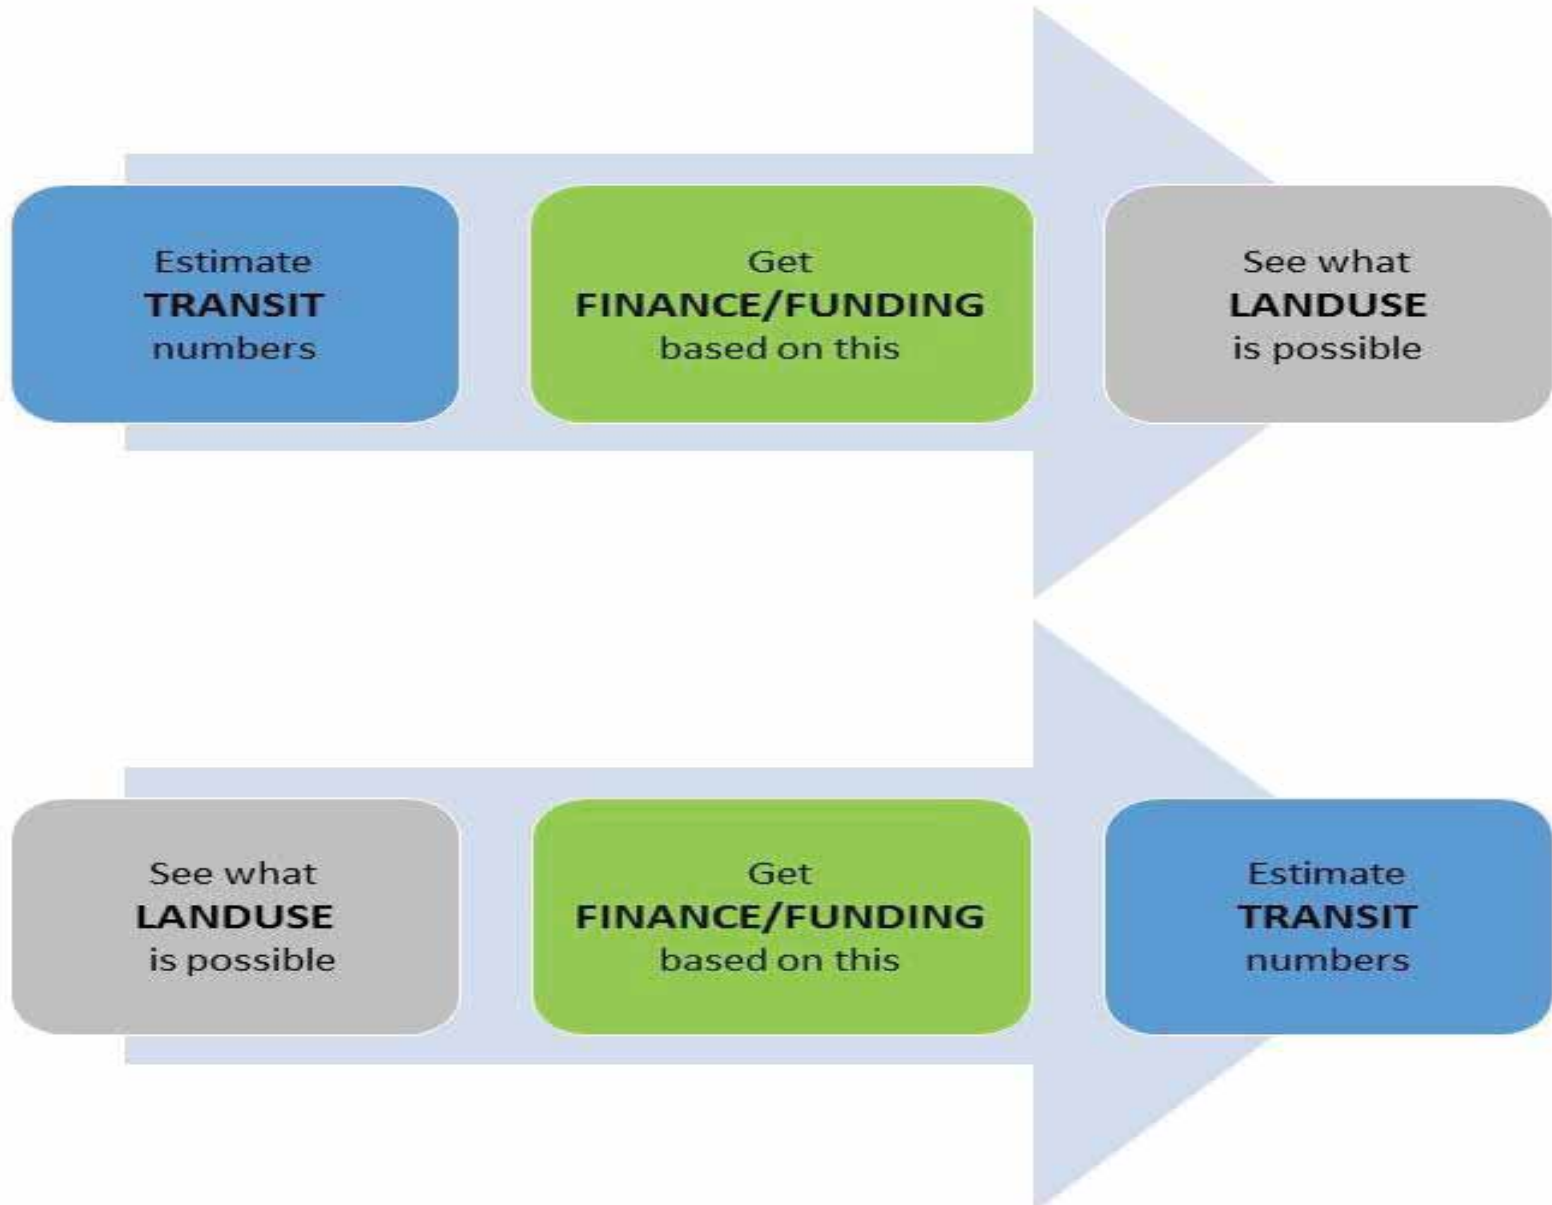 Estimate
TRANSIT
numbers
Get
FINANCE/FUNDING
based on this
See what
LANDUSE
is possible
See what
LANDUSE
is possible
Get
FINANCE/FUNDING
based on this
Estimate
TRANSIT
numbers